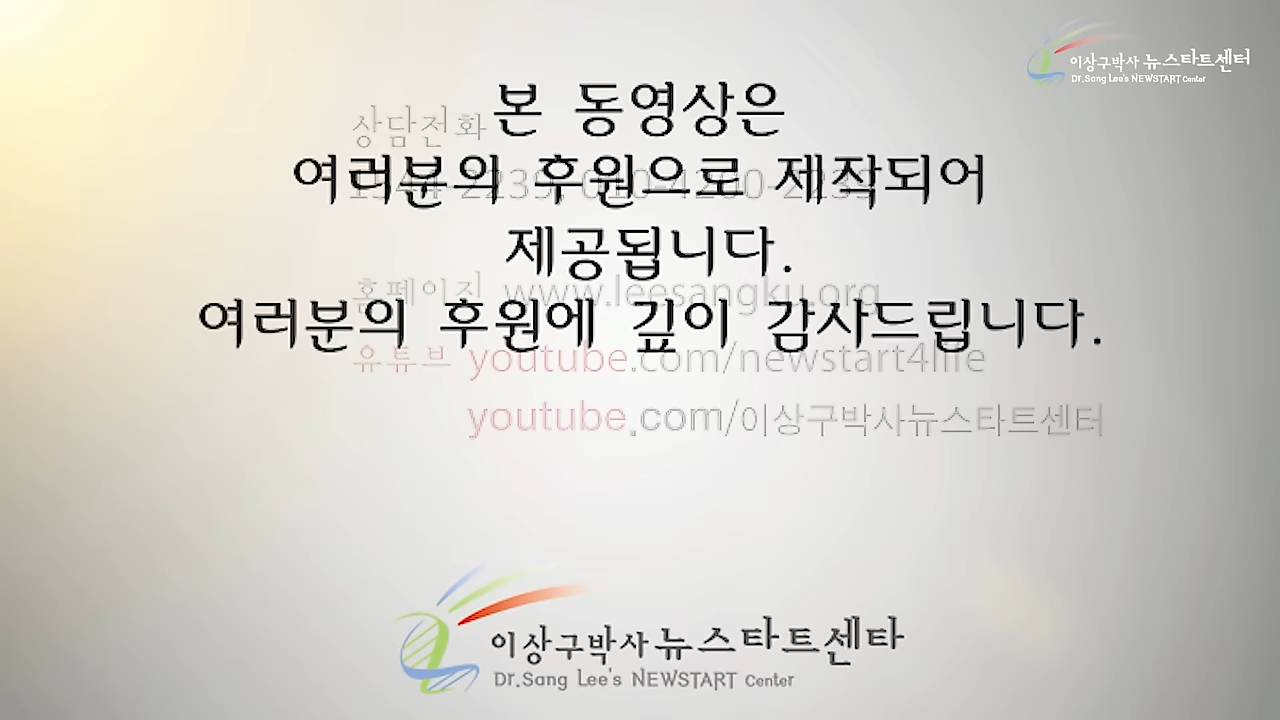 이상구박사 뉴스타트센터
Dr.Sang Lee's NEWSTART Center
본 동영상은
상담전화
여러분의 후원으로 제작되어
제공됩니다.
홈페이지 www.leesangku.org
여러분의 후원에 깊이 감사드립니다.
유튜브 youtube.com/newstart4life
youtube.com/이상구박사뉴스타트센터
이상구박사 뉴스타트센타
Dr.Sang Lee's NEWSTART Center